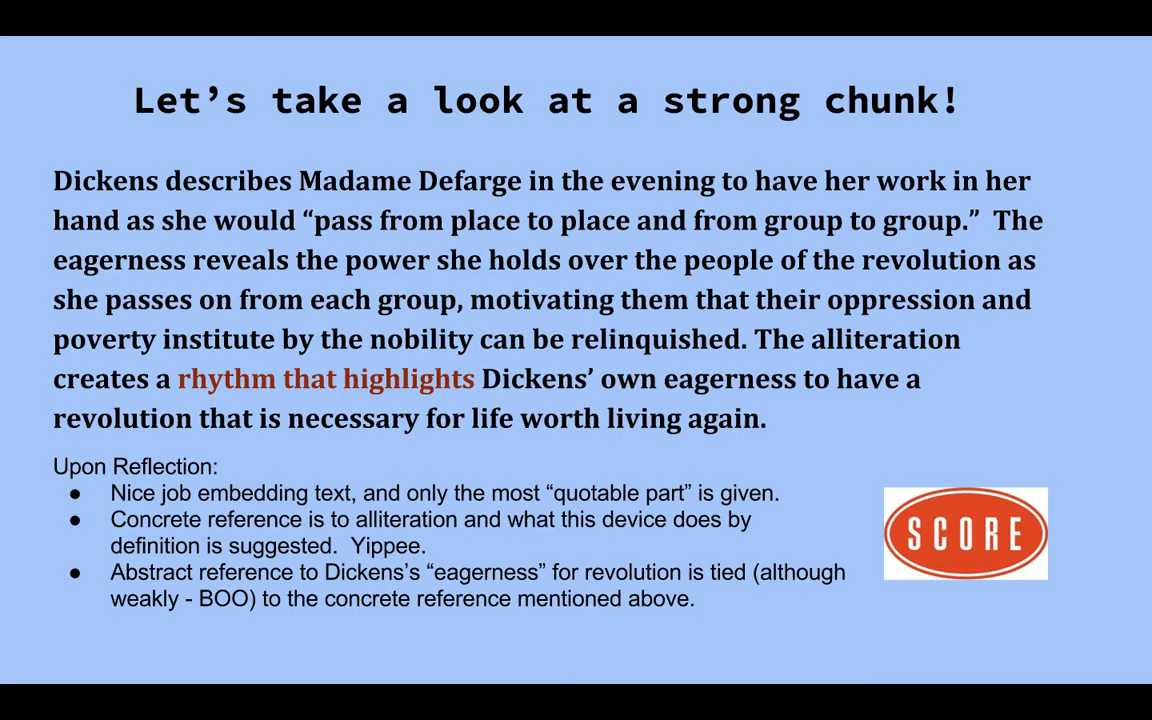 Let’s take a look at a strong chunk!
Dickens describes Madame Defarge in the evening to have her work in her
hand as she would “pass from place to place and from group to group.”  The
eagerness reveals the power she holds over the people of the revolution as
she passes on from each group, motivating them that their oppression and
poverty institute by the nobility can be relinquished. The alliteration
creates a rhythm that highlights Dickens’ own eagerness to have a
revolution that is necessary for life worth living again.
Upon Reflection:
● Nice job embedding text, and only the most “quotable part” is given.
● Concrete reference is to alliteration and what this device does by
definition is suggested.  Yippee.
● Abstract reference to Dickens’s “eagerness” for revolution is tied (although
weakly - BOO) to the concrete reference mentioned above.
SCORE